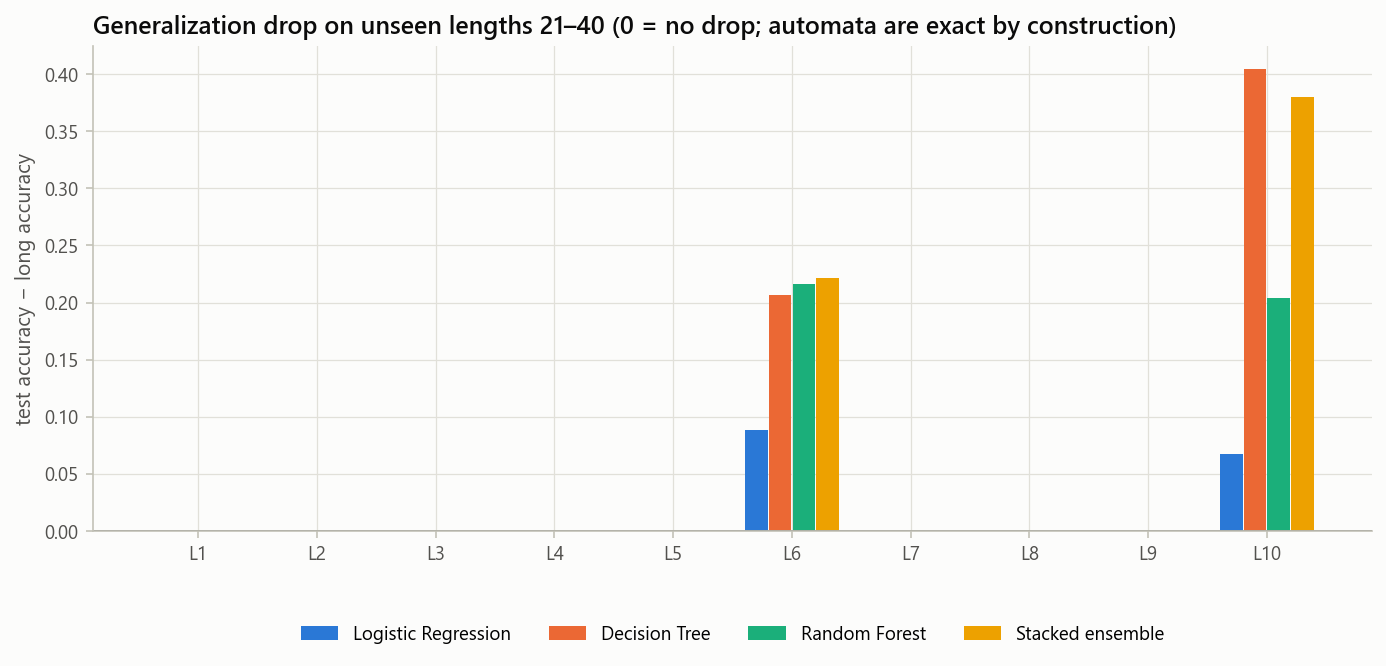 Generalization drop on unseen lengths 21–40 (0 = no drop; automata are exact by construction)
test accuracy − long accuracy
0.40
0.35
0.30
0.25
0.20
0.15
0.10
0.05
0.00
L1 L2 L3 L4 L5 L6 L7 L8 L9 L10
Logistic Regression Decision Tree Random Forest Stacked ensemble